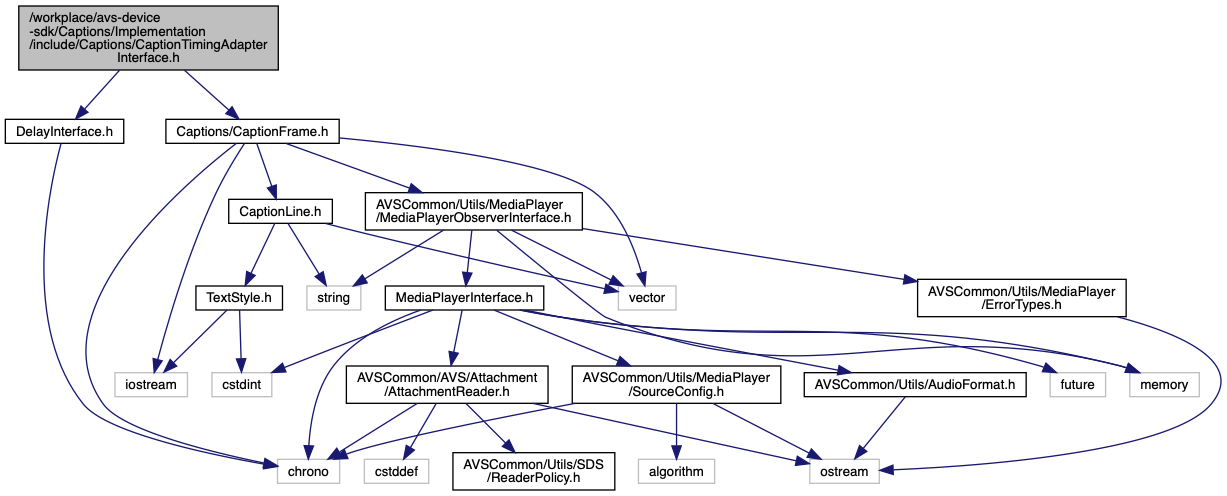 /workplace/avs-device
-sdk/Captions/Implementation
/include/Captions/CaptionTimingAdapter
Interface.h
DelayInterface.h
Captions/CaptionFrame.h
CaptionLine.h
AVSCommon/Utils/MediaPlayer
/MediaPlayerObserverInterface.h
TextStyle.h
string
MediaPlayerInterface.h
vector
AVSCommon/Utils/MediaPlayer
/ErrorTypes.h
iostream
cstdint
AVSCommon/AVS/Attachment
/AttachmentReader.h
AVSCommon/Utils/MediaPlayer
/SourceConfig.h
AVSCommon/Utils/AudioFormat.h
future
memory
chrono
cstddef
AVSCommon/Utils/SDS
/ReaderPolicy.h
algorithm
ostream